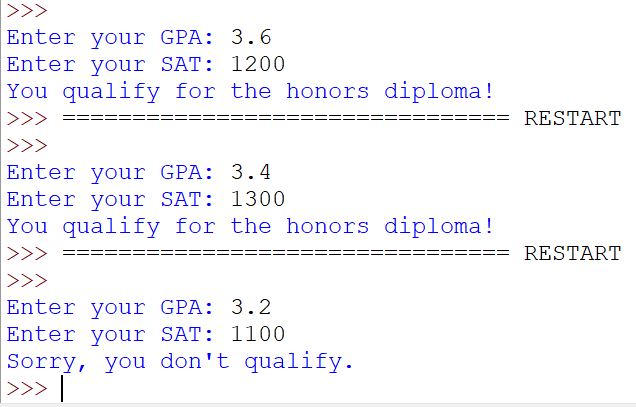 >>>
Enter your GPA: 3.6
Enter your SAT: 1200
You qualify for the honors diploma!
>>> ================================ RESTART
>>>
Enter your GPA: 3.4
Enter your SAT: 1300
You qualify for the honors diploma!
>>> ================================ RESTART
>>>
Enter your GPA: 3.2
Enter your SAT: 1100
Sorry, you don't qualify.
>>>